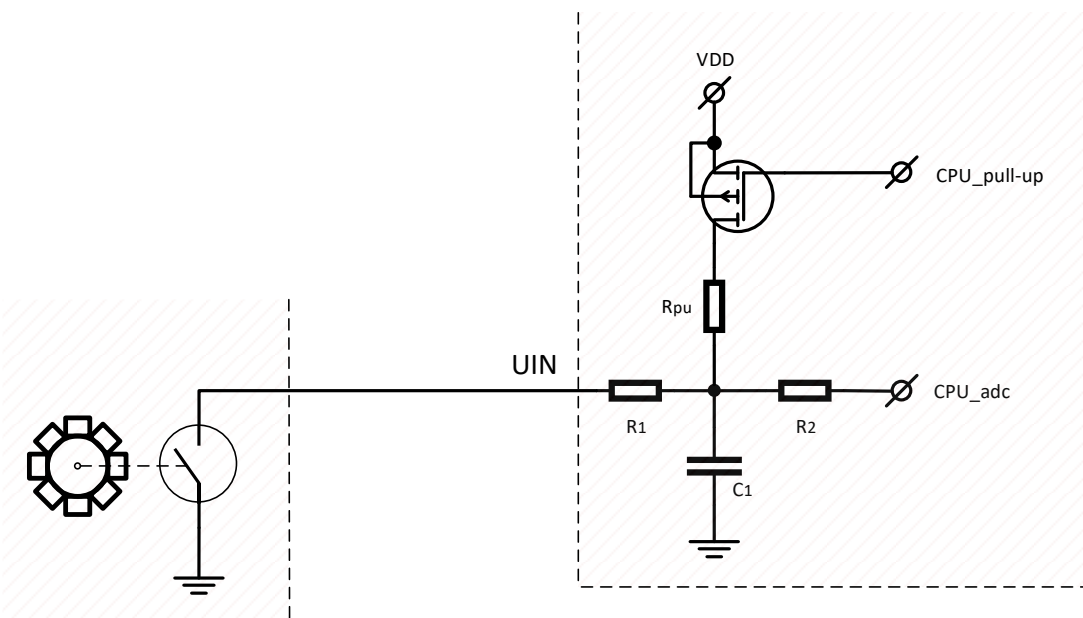 VDD
CPU_pull-up
Rpu
UIN
CPU_adc
R1
R2
C1